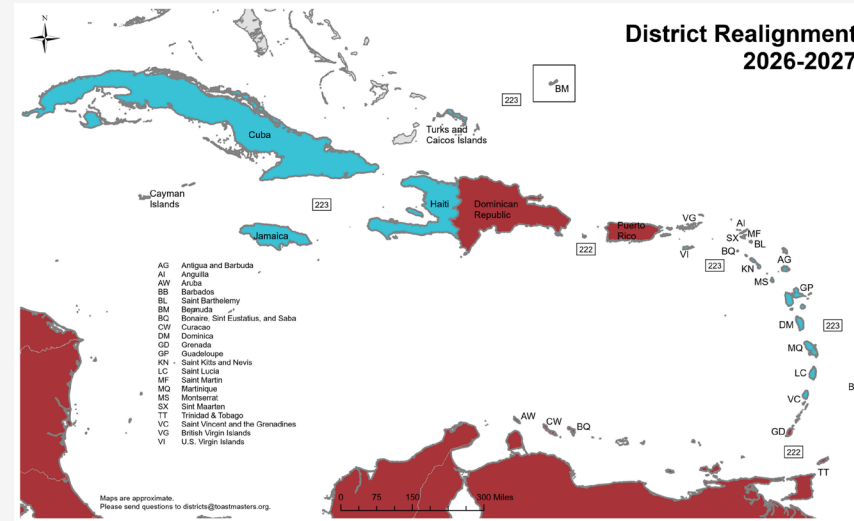 N
District Realignment
2026-2027
BM
223
Turks and
Caicos Islands
Cuba
Cayman
Islands
223
Haiti
Dominican
Republic
Jamaica
Puerto
Rico
222
VG
VI
AI
MF
SX
BL
BQ
223
KN
AG
MS
GP
DM
223
MQ
LC
B
VC
GD
222
TT
AW
CW
BQ
AG Antigua and Barbuda
AI Anguilla
AW Aruba
BB Barbados
BL Saint Barthelemy
BM Bermuda
BQ Bonaire, Sint Eustatius, and Saba
CW Curacao
DM Dominica
GD Grenada
GP Guadeloupe
KN Saint Kitts and Nevis
LC Saint Lucia
MF Saint Martin
MQ Martinique
MS Montserrat
SX Sint Maarten
TT Trinidad & Tobago
VC Saint Vincent and the Grenadines
VG British Virgin Islands
VI U.S. Virgin Islands
Maps are approximate.
Please send questions to districts@toastmasters.org.
0 75 150 300 Miles